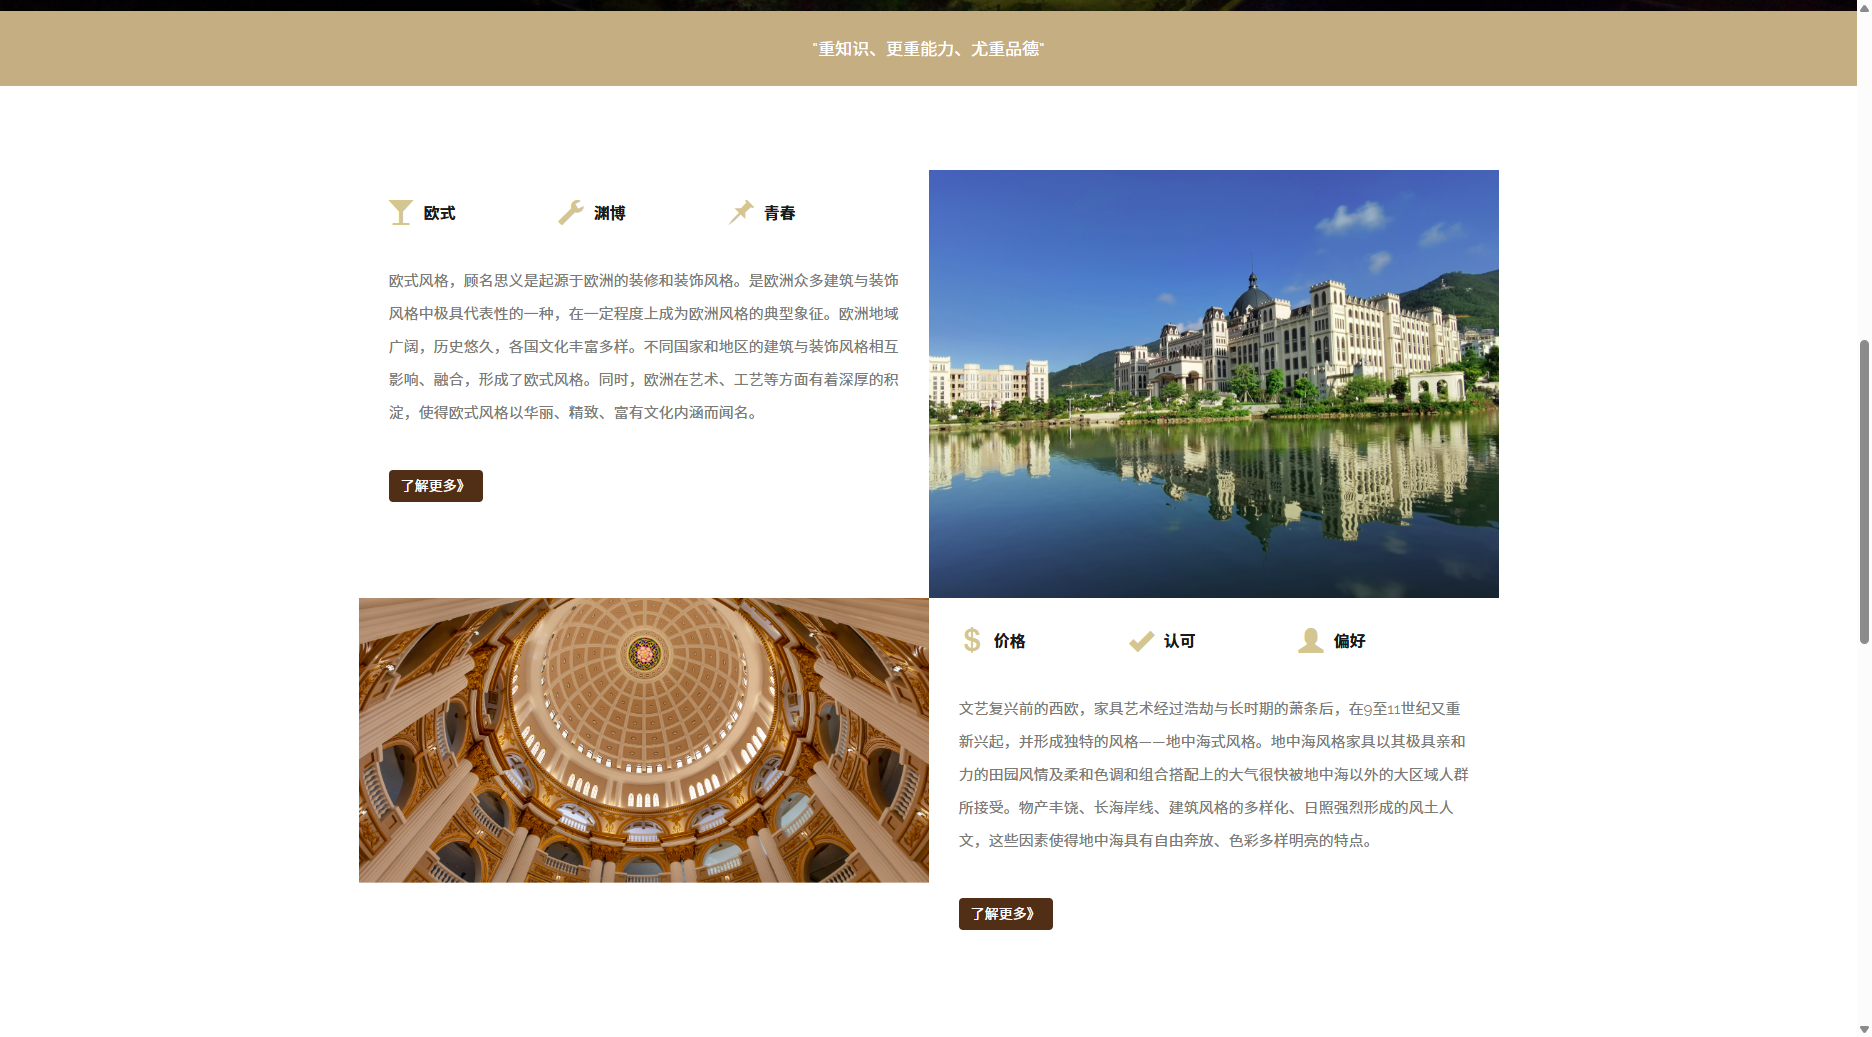 "重知识、更重能力、尤重品德"
欧式
渊博
青春
欧式风格，顾名思义是起源于欧洲的装修和装饰风格。是欧洲众多建筑与装饰
风格中极具代表性的一种，在一定程度上成为欧洲风格的典型象征。欧洲地域
广阔，历史悠久，各国文化丰富多样。不同国家和地区的建筑与装饰风格相互
影响、融合，形成了欧式风格。同时，欧洲在艺术、工艺等方面有着深厚的积
淀，使得欧式风格以华丽、精致、富有文化内涵而闻名。
了解更多》
$ 价格
认可
偏好
文艺复兴前的西欧，家具艺术经过浩劫与长时期的萧条后，在9至11世纪又重
新兴起，并形成独特的风格——地中海式风格。地中海风格家具以其极具亲和
力的田园风情及柔和色调和组合搭配上的大气很快被地中海以外的大区域人群
所接受。物产丰饶、长海岸线、建筑风格的多样化、日照强烈形成的风土人
文，这些因素使得地中海具有自由奔放、色彩多样明亮的特点。
了解更多》